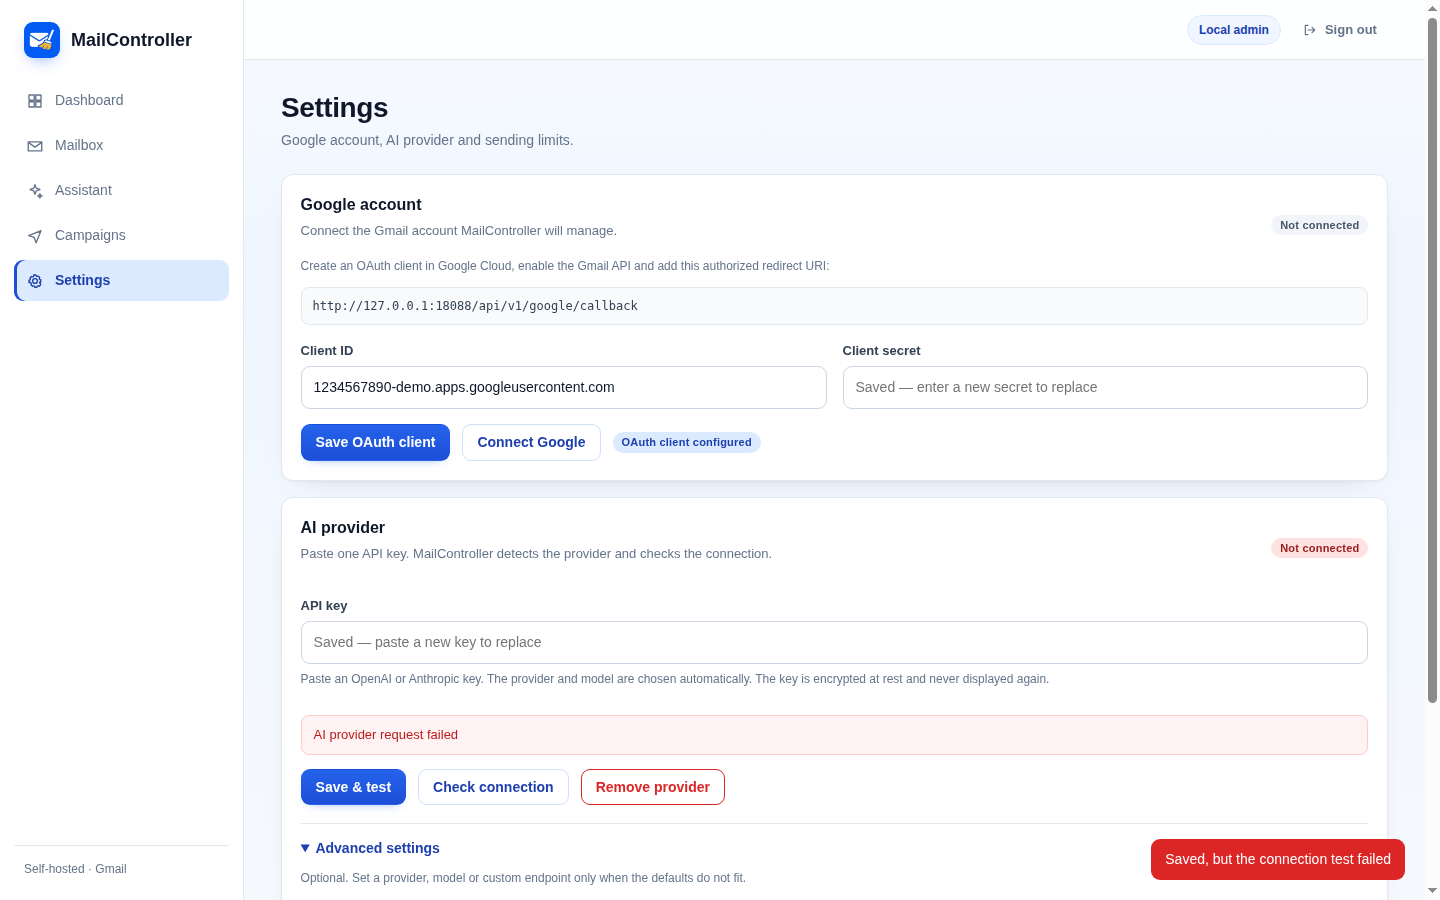 MailController
Local admin
Sign out
Dashboard
Mailbox
Assistant
Campaigns
Settings
Self-hosted · Gmail
Settings
Google account, AI provider and sending limits.
Google account
Connect the Gmail account MailController will manage.
Not connected
Create an OAuth client in Google Cloud, enable the Gmail API and add this authorized redirect URI:
http://127.0.0.1:18088/api/v1/google/callback
Client ID
Client secret
1234567890-demo.apps.googleusercontent.com
Saved — enter a new secret to replace
Save OAuth client
Connect Google
OAuth client configured
AI provider
Paste one API key. MailController detects the provider and checks the connection.
Not connected
API key
Saved — paste a new key to replace
Paste an OpenAI or Anthropic key. The provider and model are chosen automatically. The key is encrypted at rest and never displayed again.
AI provider request failed
Save & test
Check connection
Remove provider
Advanced settings
Optional. Set a provider, model or custom endpoint only when the defaults do not fit.
Saved, but the connection test failed